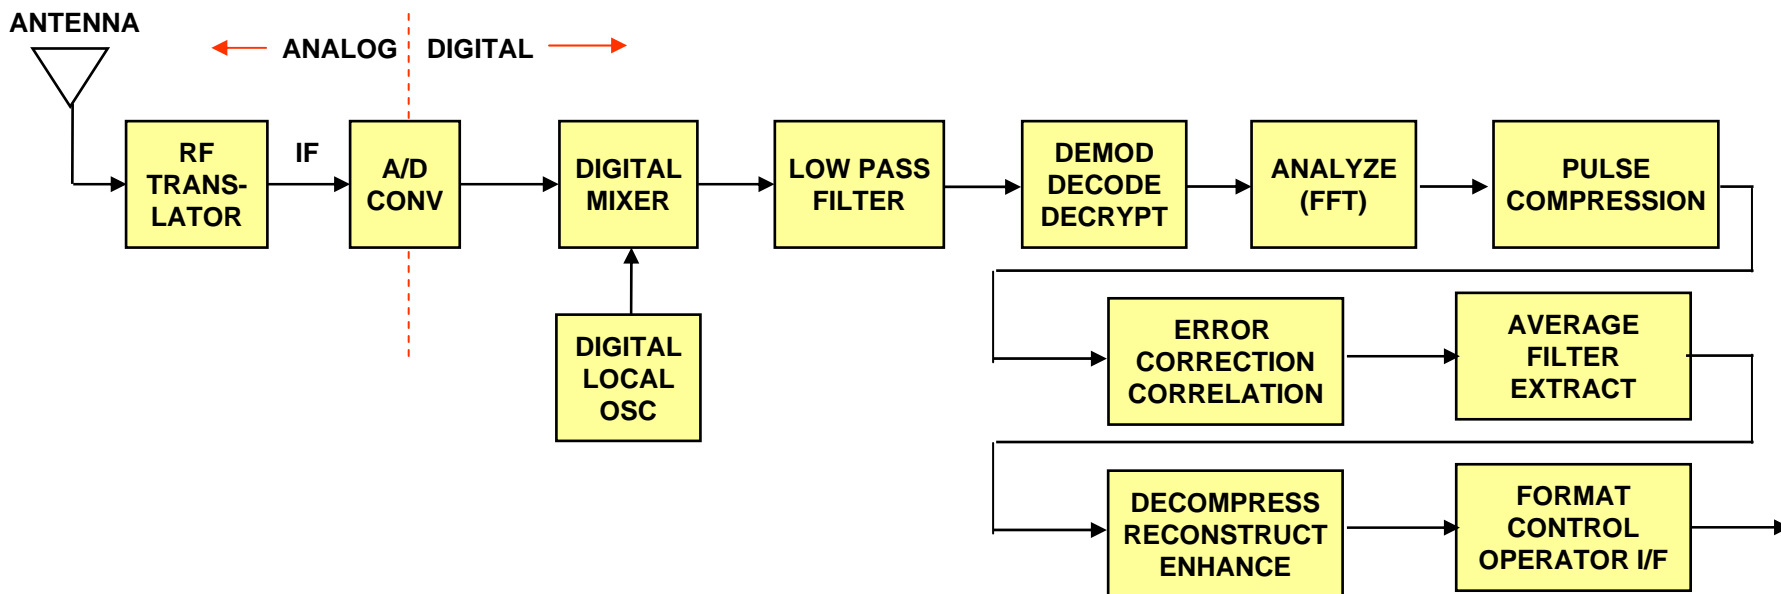 ANTENNA
ANALOG
DIGITAL
RF
TRANS-
LATOR
IF
A/D
CONV
DIGITAL
MIXER
LOW PASS
FILTER
DEMOD
DECODE
DECRYPT
ANALYZE
(FFT)
PULSE
COMPRESSION
DIGITAL
LOCAL
OSC
ERROR
CORRECTION
CORRELATION
AVERAGE
FILTER
EXTRACT
DECOMPRESS
RECONSTRUCT
ENHANCE
FORMAT
CONTROL
OPERATOR I/F